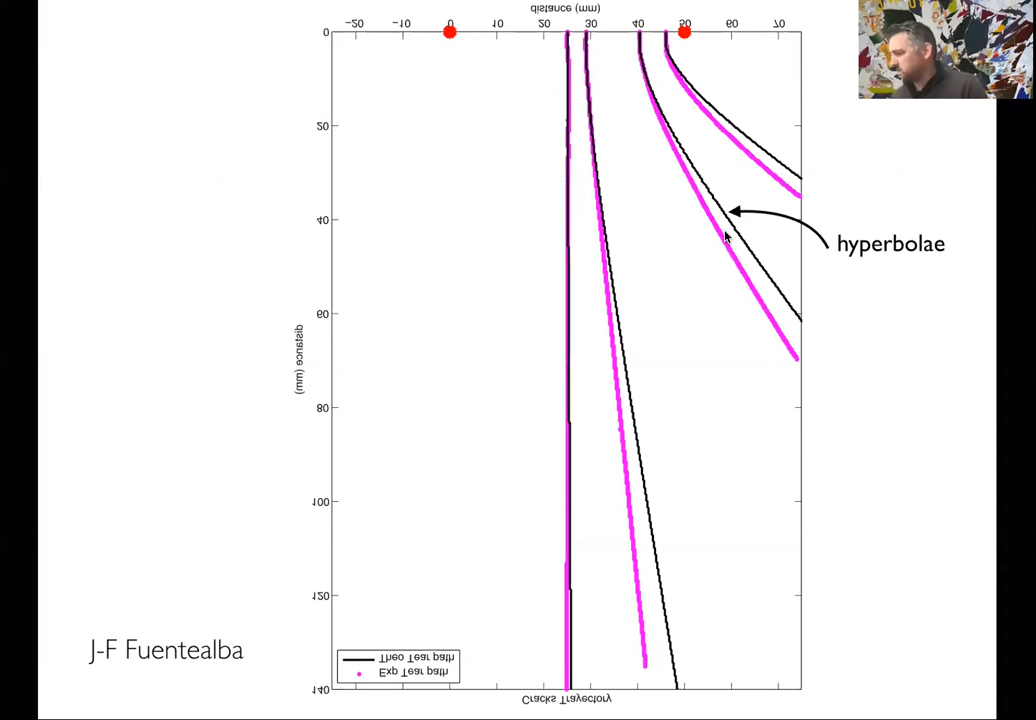 distance (mm)
-20 -10 0 10 20 30 40 50 60 70
0
20
40
hyperbolae
60
distance (mm)
80
100
120
J-F Fuentealba
Theo Tear path
Exp Tear path
140
Cracks Trajectory